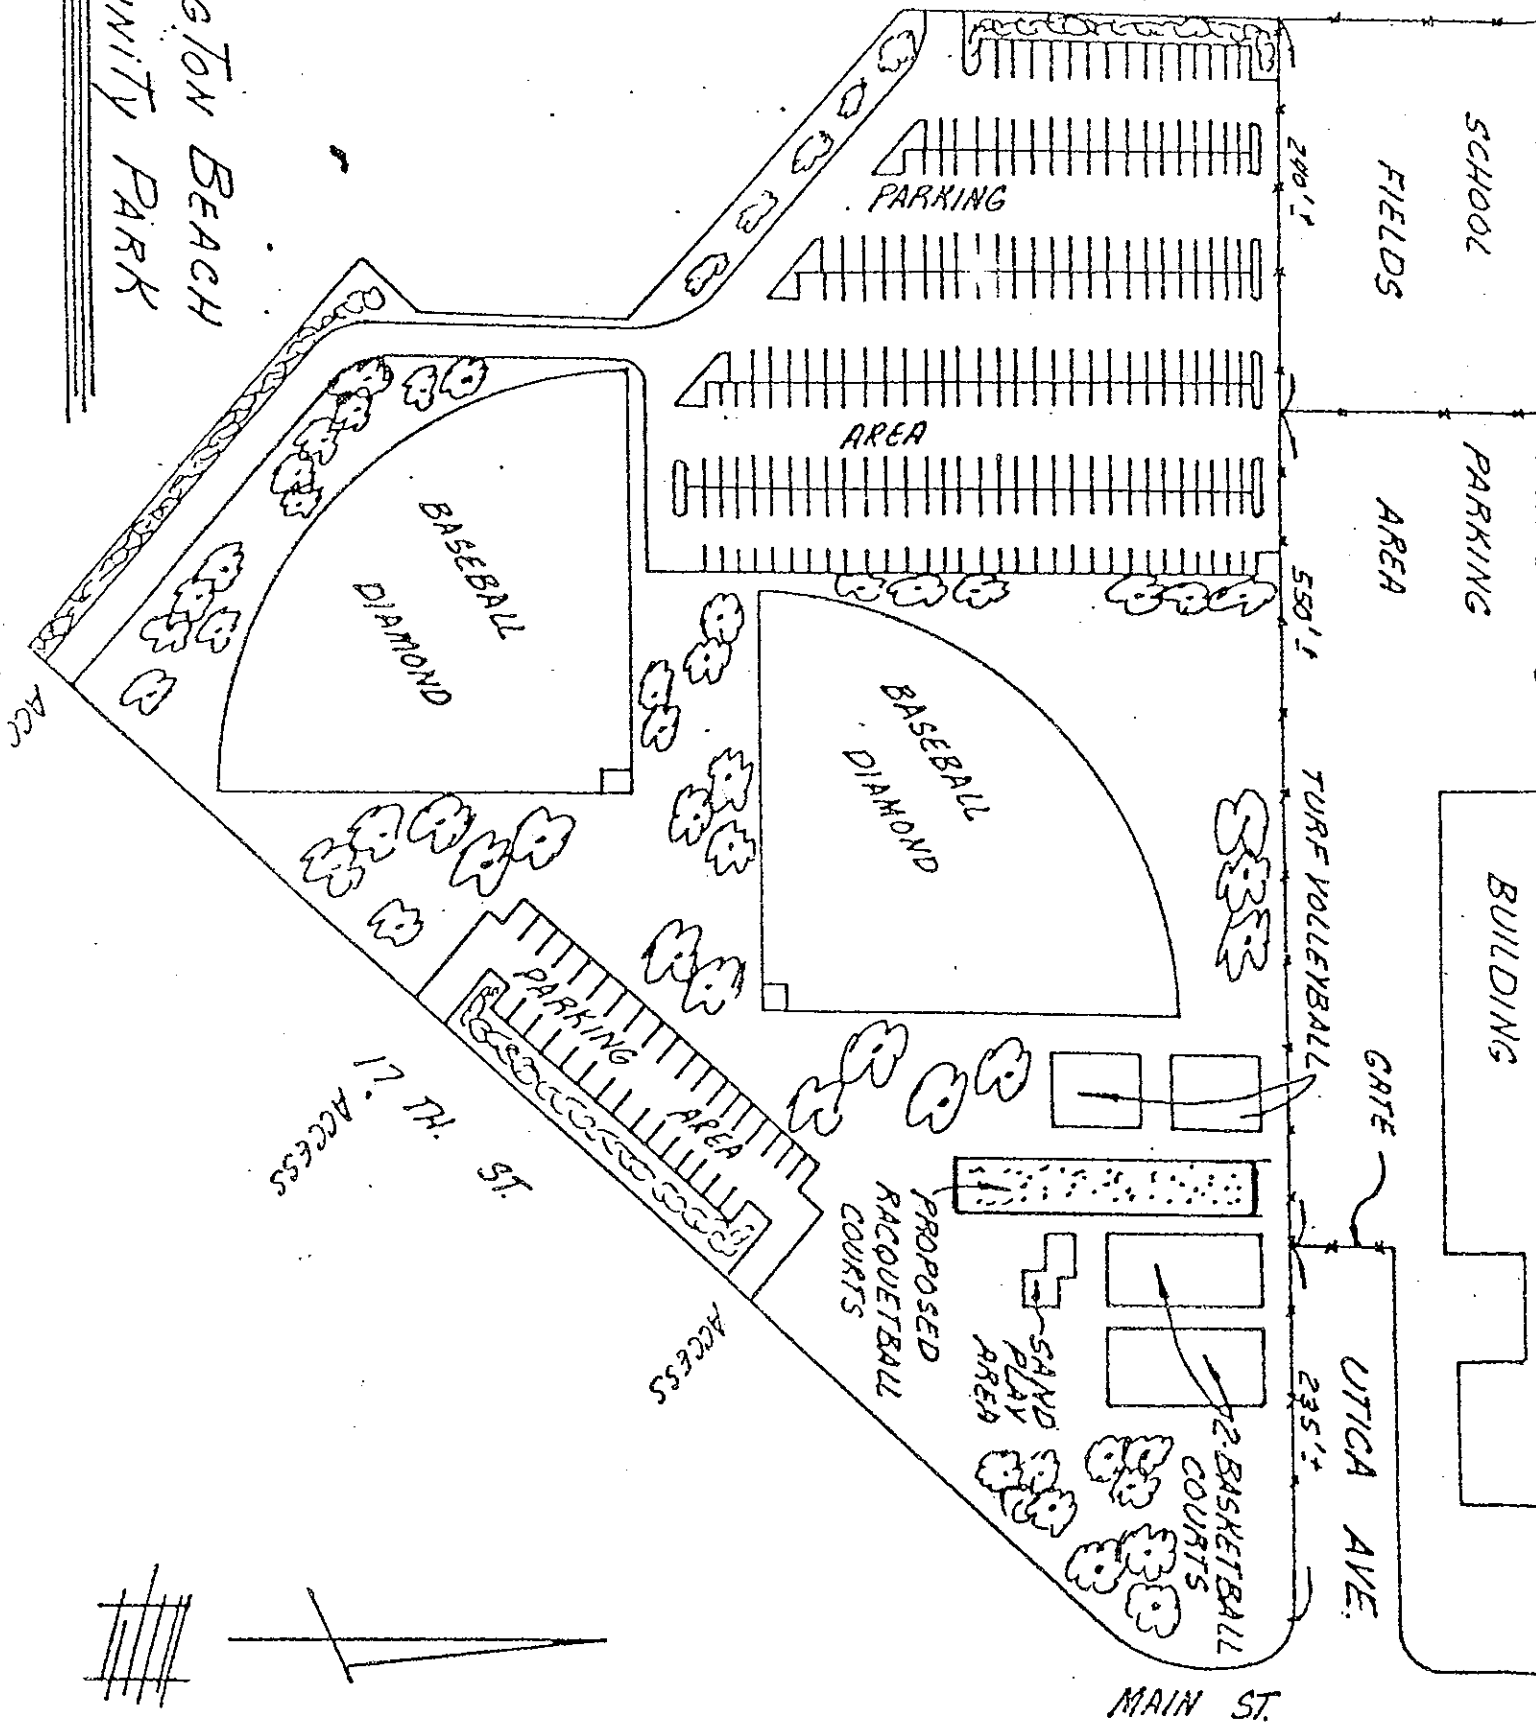 SCHOOL
FIELDS
PARKING
AREA
BUILDING
240'±
550'±
235'±
TURF VOLLEYBALL
GATE
UTICA AVE.
PARKING
AREA
BASEBALL
DIAMOND
BASEBALL
DIAMOND
PARKING
AREA
PROPOSED
RACQUETBALL
COURTS
SAND
PLAY
AREA
2-BASKETBALL
COURTS
MAIN ST.
17 TH. ST.
ACCESS
ACCESS
ACC
GTON BEACH
UNITY PARK